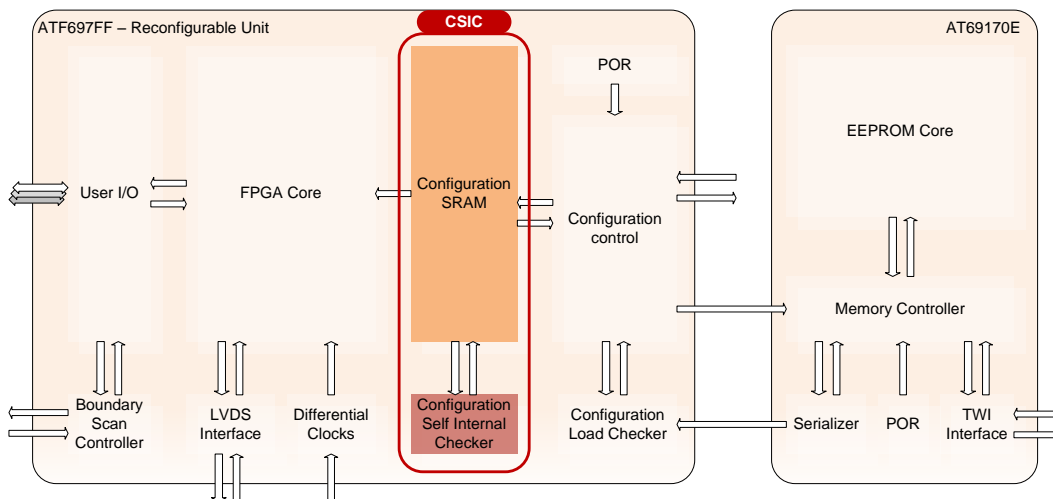 CSIC
ATF697FF – Reconfigurable Unit
AT69170E
POR
EEPROM Core
User I/O
FPGA Core
Configuration
SRAM
Configuration
control
Memory Controller
Boundary
Scan
Controller
LVDS
Interface
Differential
Clocks
Configuration
Self Internal
Checker
Configuration
Load Checker
Serializer
POR
TWI
Interface